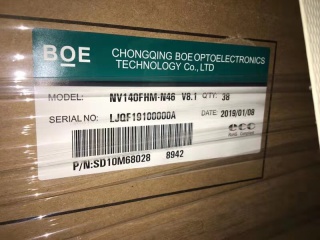 BOE
CHONGQING BOE OPTOELECTRONICS
TECHNOLOGY Co., LTD
MODEL: NV140FHM-N46 V8.1 QTY: 38
SERIAL NO: LJQF19100000A DATE: 2019/01/08
P/N:SD10M68028 8942